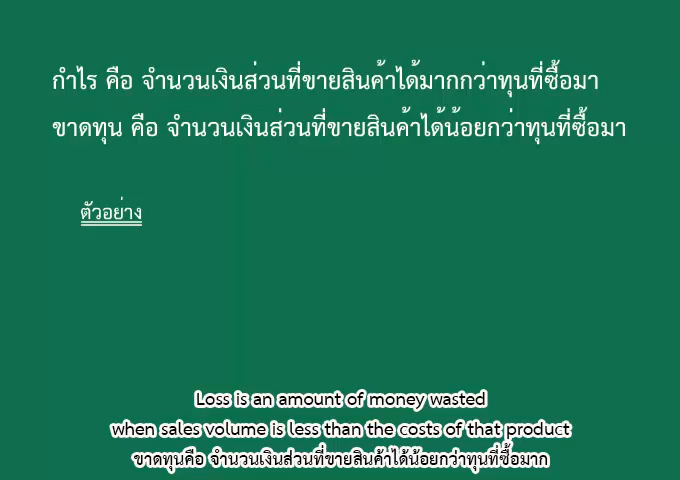 กำไร คือ จำนวนเงินส่วนที่ขายสินค้าได้มากกว่าทุนที่ซื้อมา
ขาดทุน คือ จำนวนเงินส่วนที่ขายสินค้าได้น้อยกว่าทุนที่ซื้อมา
ตัวอย่าง
Loss is an amount of money wasted
when sales volume is less than the costs of that product
ขาดทุนคือ จำนวนเงินส่วนที่ขายสินค้าได้น้อยกว่าทุนที่ซื้อมาก